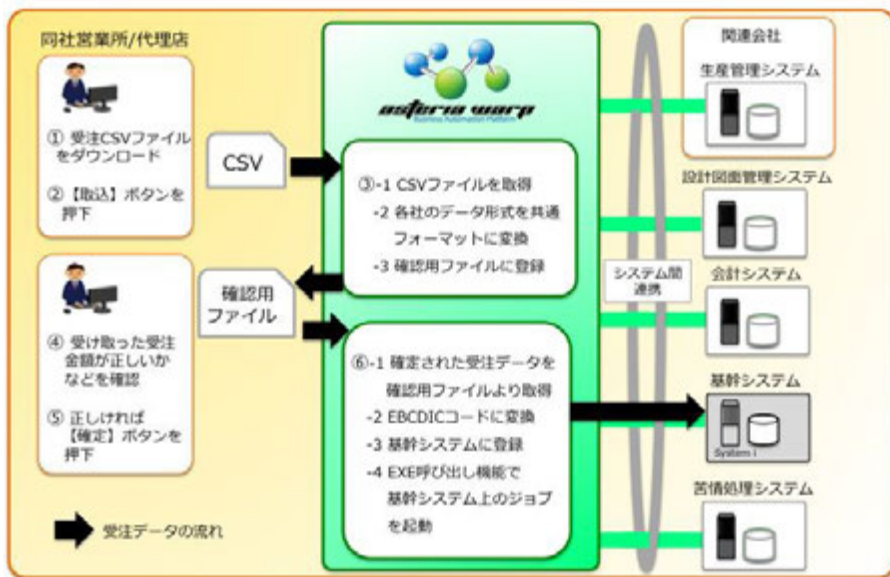 同社営業所/代理店
① 受注CSVファイル
をダウンロード
② 【取込】ボタンを
押下
CSV
asteria warp
Business Automation Platform
③-1 CSVファイルを取得
-2 各社のデータ形式を共通
フォーマットに変換
-3 確認用ファイルに登録
確認用
ファイル
④ 受け取った受注
金額が正しいか
などを確認
⑤ 正しければ
【確定】ボタンを
押下
⑥-1 確定された受注データを
確認用ファイルより取得
-2 EBCDICコードに変換
-3 基幹システムに登録
-4 EXE呼び出し機能で
基幹システム上のジョブ
を起動
受注データの流れ
システム間
連携
関連会社
生産管理システム
設計図面管理システム
会計システム
基幹システム
System i
苦情処理システム